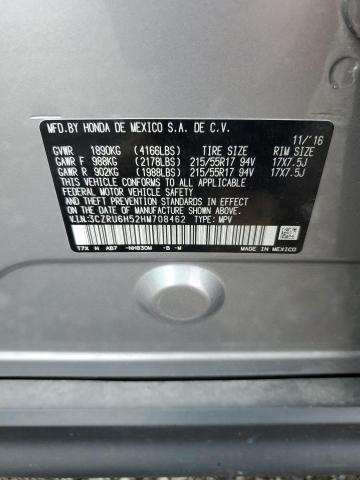 MFD.BY HONDA DE MEXICO S.A. DE C.V.
11/'16
GVWR 1890KG (4166LBS) TIRE SIZE RIM SIZE
GAWR F 988KG (2178LBS) 215/55R17 94V 17X7.5J
GAWR R 902KG (1988LBS) 215/55R17 94V 17X7.5J
THIS VEHICLE CONFORMS TO ALL APPLICABLE
FEDERAL MOTOR VEHICLE SAFETY AND THEFT
PREVENTION STANDARDS IN EFFECT ON THE DATE
OF MANUFACTURE SHOWN ABOVE.
V.I.N.:3CZRU6H52HM708462 TYPE: MPV
T7X H AB7 -NH830M -B -M MADE IN MEXICO